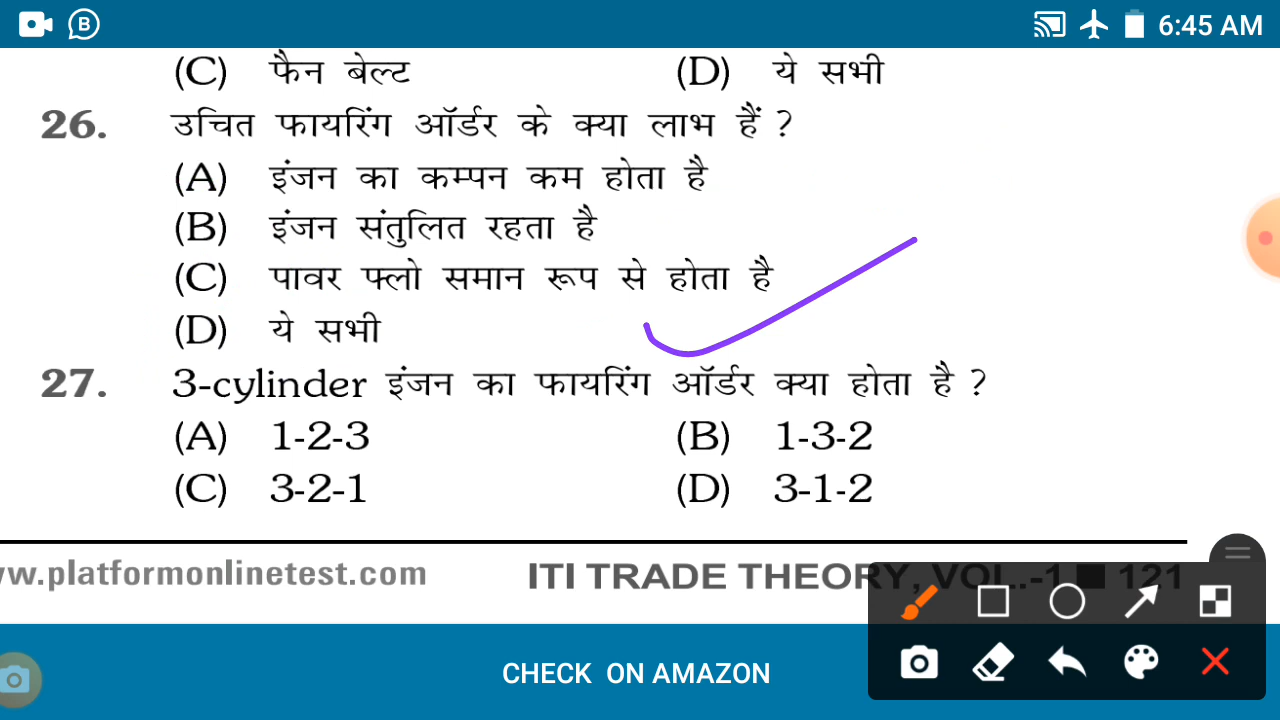 B 6:45 AM
(C) फैन बेल्ट (D) ये सभी
26. उचित फायरिंग ऑर्डर के क्या लाभ हैं ?
(A) इंजन का कम्पन कम होता है
(B) इंजन संतुलित रहता है
(C) पावर फ्लो समान रूप से होता है
(D) ये सभी
27. 3-cylinder इंजन का फायरिंग ऑर्डर क्या होता है ?
(A) 1-2-3 (B) 1-3-2
(C) 3-2-1 (D) 3-1-2
w.platformonlinetest.com ITI TRADE THEORY, VOL.-1 ■ 121
CHECK ON AMAZON